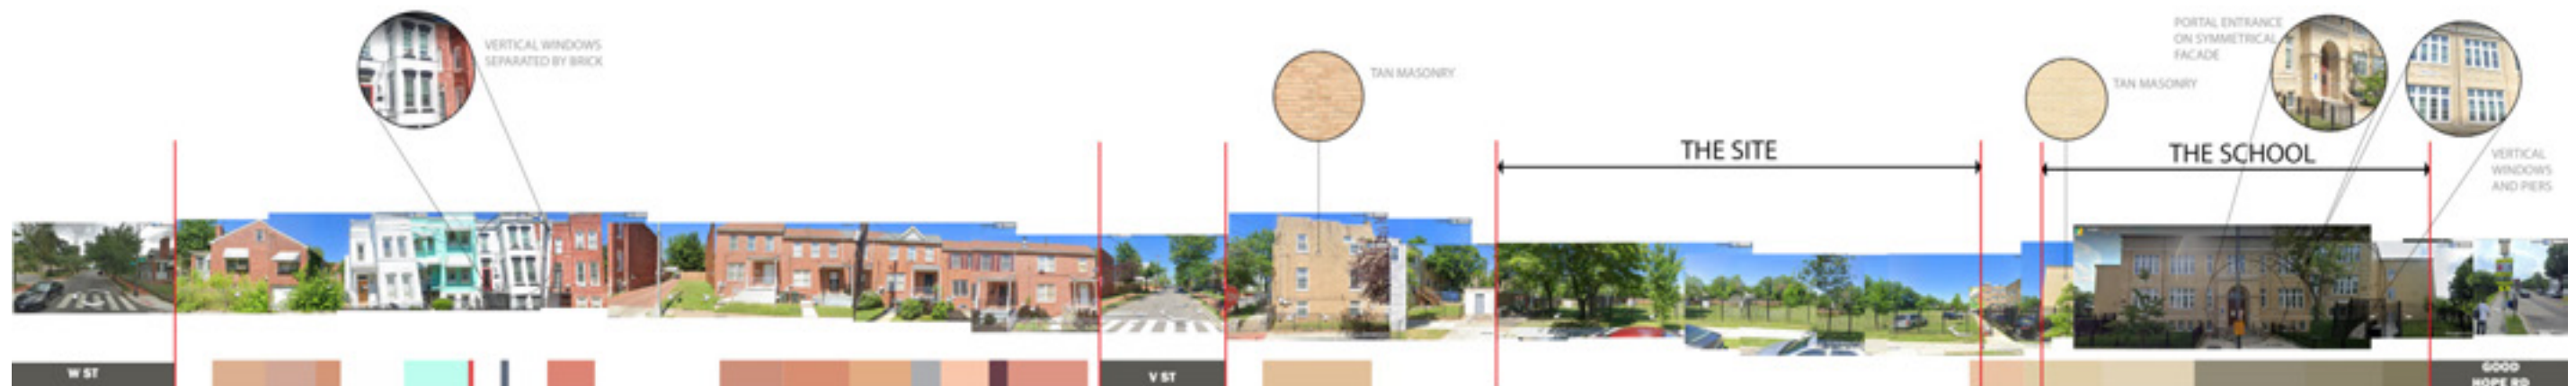 VERTICAL WINDOWS
SEPARATED BY BRICK
TAN MASONRY
THE SITE
TAN MASONRY
PORTAL ENTRANCE
ON SYMMETRICAL
FACADE
THE SCHOOL
VERTICAL
WINDOWS
AND PIERS
W ST
V ST
GOOD
HOPE RD